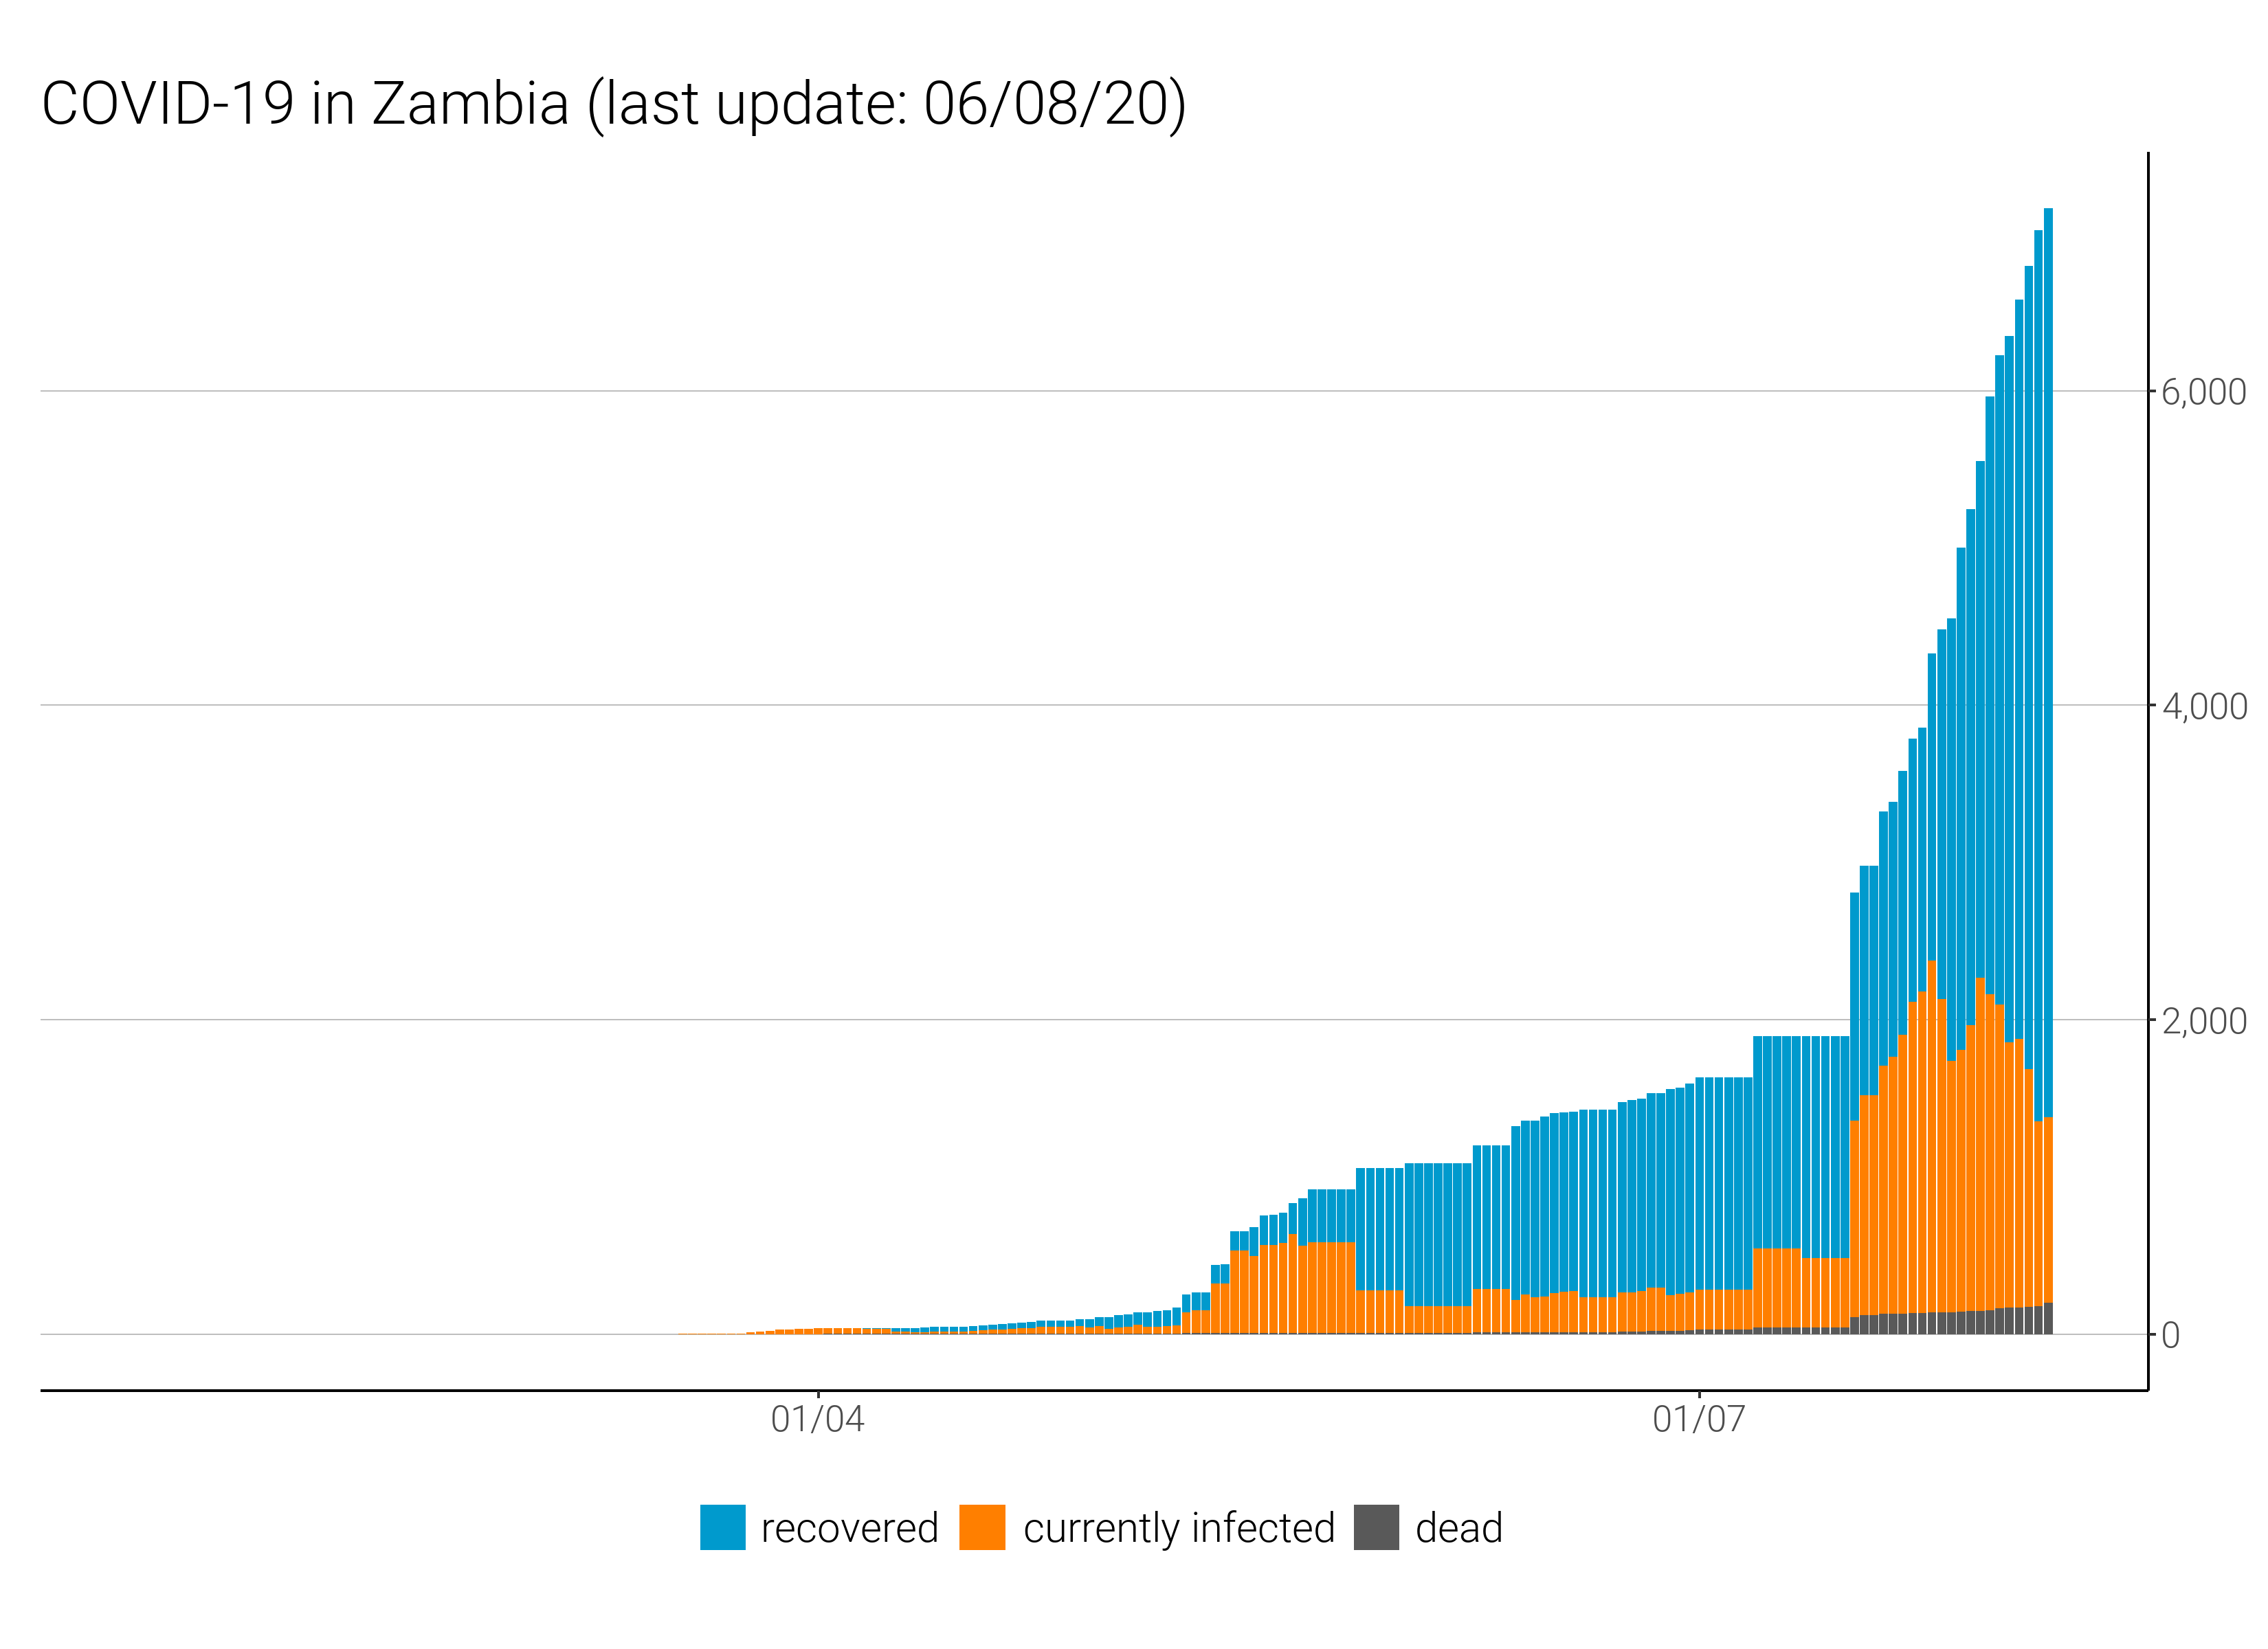 COVID-19 in Zambia (last update: 06/08/20)
6,000
4,000
2,000
0
01/04 01/07
recovered currently infected dead